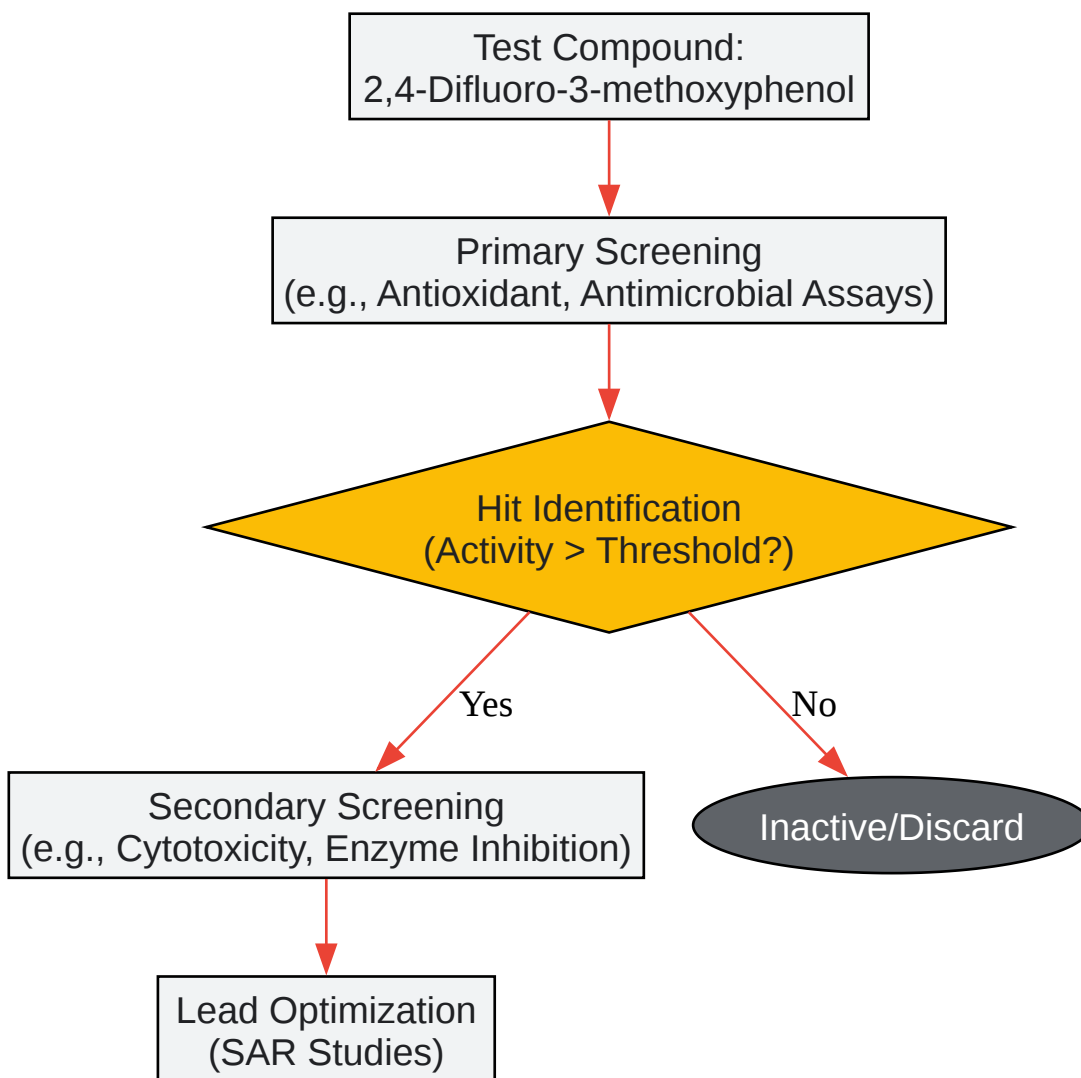 Test Compound:
2,4-Difluoro-3-methoxyphenol
Primary Screening
(e.g., Antioxidant, Antimicrobial Assays)
Hit Identification
(Activity > Threshold?)
Yes
No
Secondary Screening
(e.g., Cytotoxicity, Enzyme Inhibition)
Inactive/Discard
Lead Optimization
(SAR Studies)